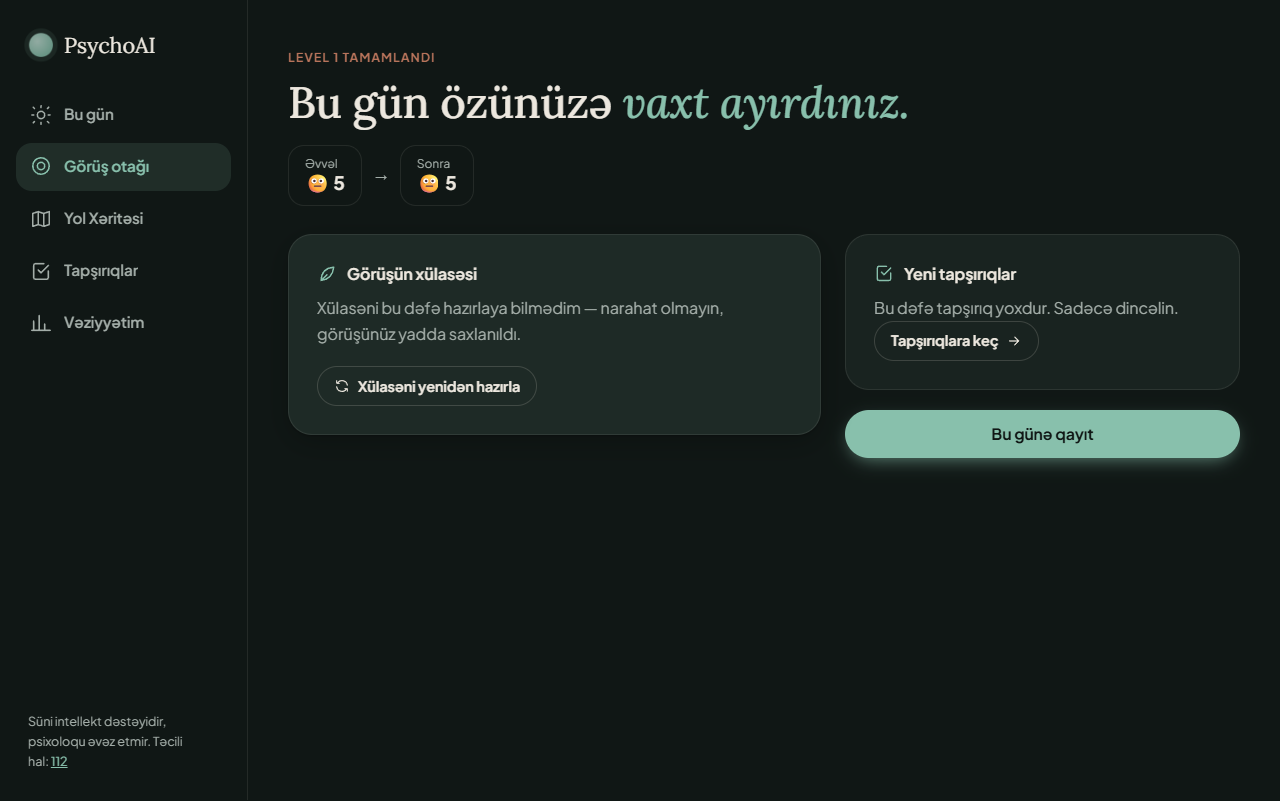 PsychoAI
Bu gün
Görüş otağı
Yol Xəritəsi
Tapşırıqlar
Vəziyyətim
Süni intellekt dəstəyidir,
psixoloqu əvəz etmir. Təcili
hal: 112
LEVEL 1 TAMAMLANDI
Bu gün özünüzə vaxt ayırdınız.
Əvvəl
5
→
Sonra
5
Görüşün xülasəsi
Xülasəni bu dəfə hazırlaya bilmədim — narahat olmayın,
görüşünüz yadda saxlanıldı.
Xülasəni yenidən hazırla
Yeni tapşırıqlar
Bu dəfə tapşırıq yoxdur. Sadəcə dincəlin.
Tapşırıqlara keç →
Bu günə qayıt